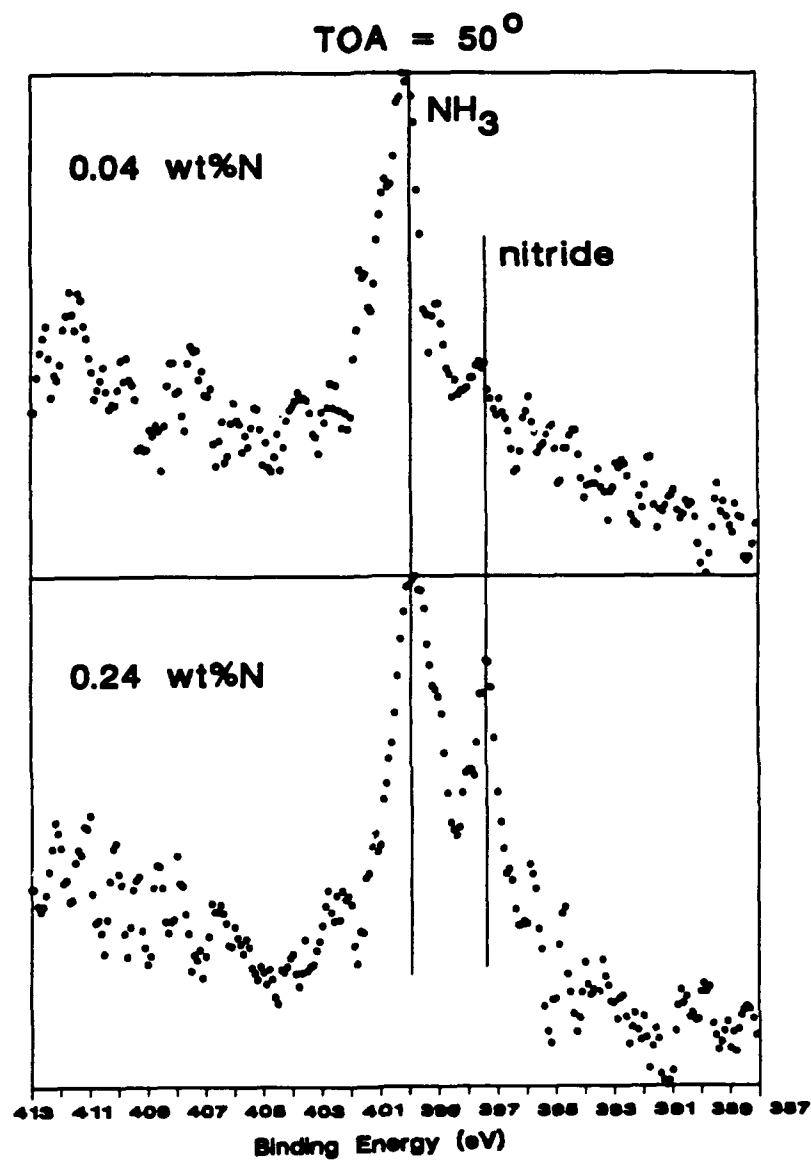 TOA = 50°
NH3
0.04 wt%N
nitride
0.24 wt%N
413 411 409 407 405 403 401 399 397 395 393 391 389 387
Binding Energy (eV)